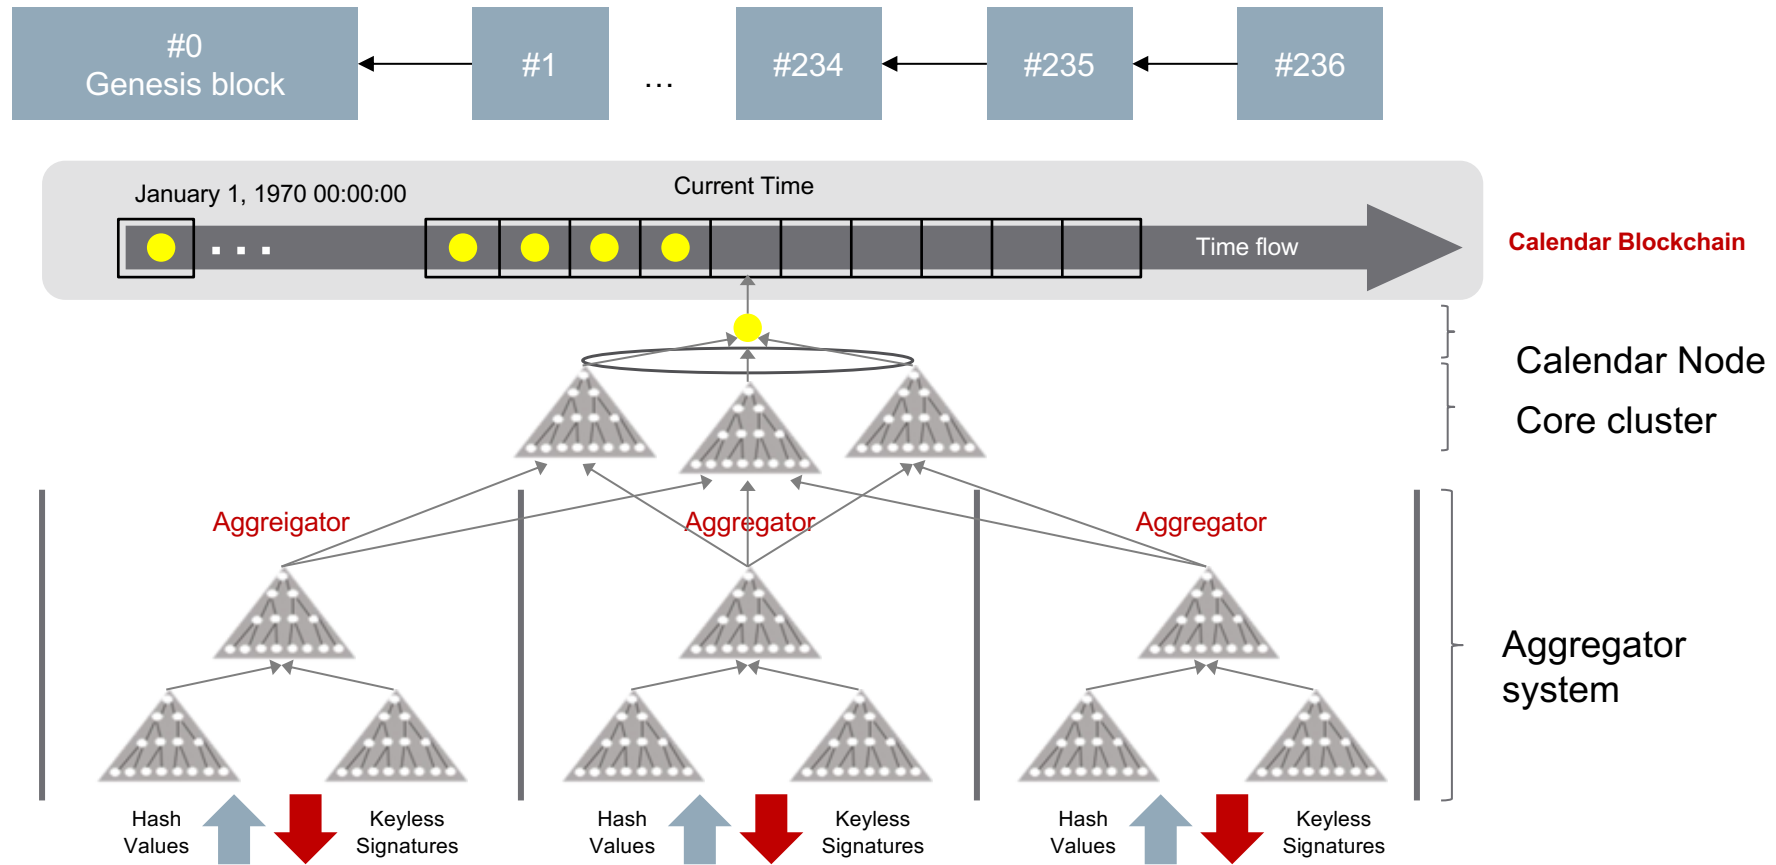 #0
Genesis block
#1
…
#234
#235
#236
January 1, 1970 00:00:00
Current Time
. . .
Time flow
Calendar Blockchain
Calendar Node
Core cluster
Aggreigator
Aggregator
Aggregator
Aggregator
system
Hash
Values
Keyless
Signatures
Hash
Values
Keyless
Signatures
Hash
Values
Keyless
Signatures